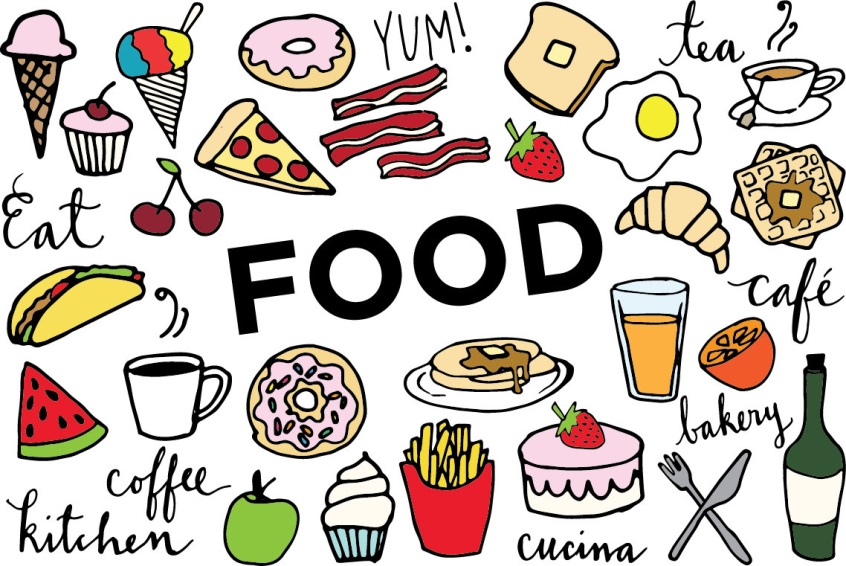 YUM!
tea
Eat
FOOD
café
bakery
coffee
kitchen
cucina